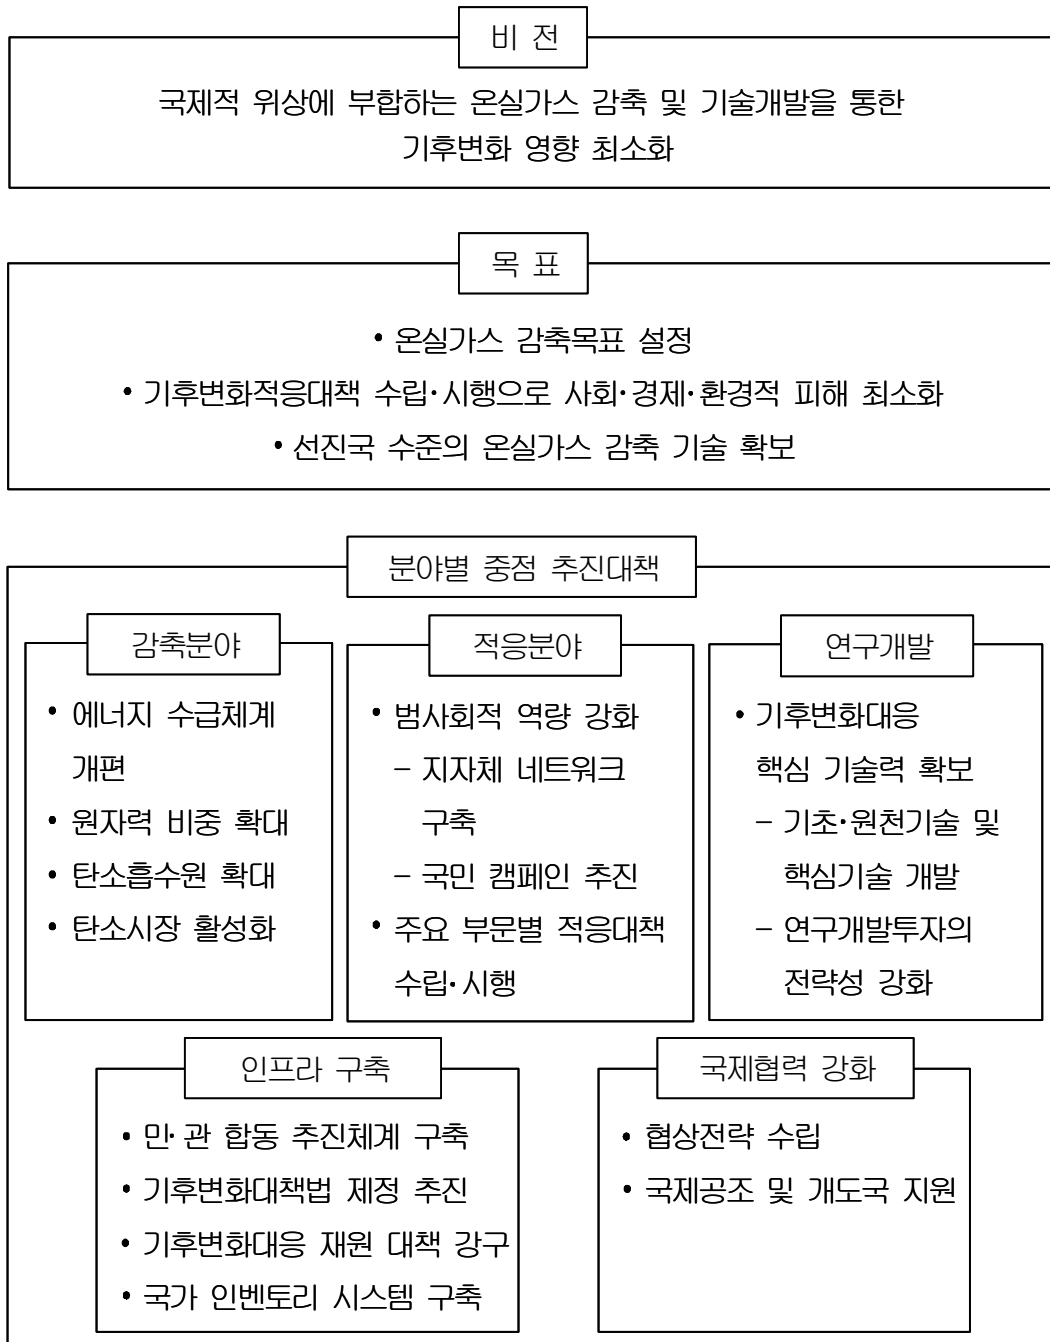 비 전
국제적 위상에 부합하는 온실가스 감축 및 기술개발을 통한
기후변화 영향 최소화
목 표
• 온실가스 감축목표 설정
• 기후변화적응대책 수립·시행으로 사회·경제·환경적 피해 최소화
• 선진국 수준의 온실가스 감축 기술 확보
분야별 중점 추진대책
감축분야
• 에너지 수급체계
개편
• 원자력 비중 확대
• 탄소흡수원 확대
• 탄소시장 활성화
적응분야
• 범사회적 역량 강화
– 지자체 네트워크
구축
– 국민 캠페인 추진
• 주요 부문별 적응대책
수립·시행
연구개발
• 기후변화대응
핵심 기술력 확보
– 기초·원천기술 및
핵심기술 개발
– 연구개발투자의
전략성 강화
인프라 구축
• 민·관 합동 추진체계 구축
• 기후변화대책법 제정 추진
• 기후변화대응 재원 대책 강구
• 국가 인벤토리 시스템 구축
국제협력 강화
• 협상전략 수립
• 국제공조 및 개도국 지원